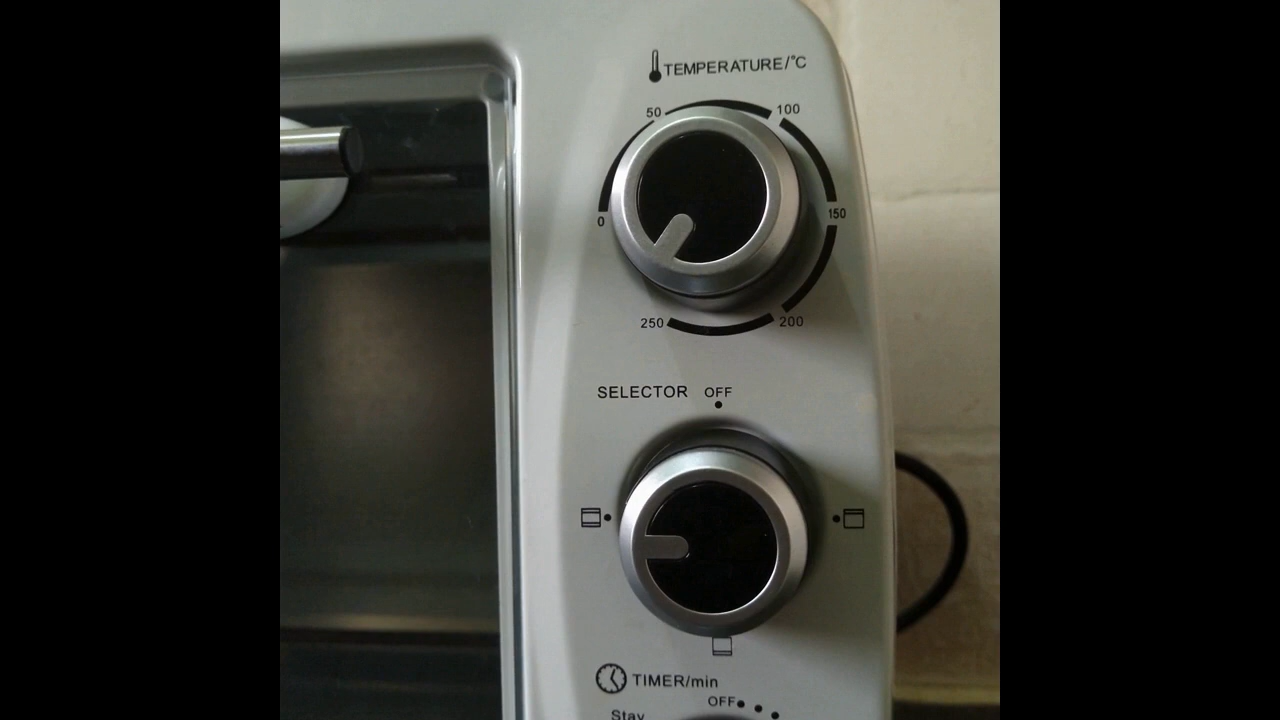 TEMPERATURE/°C
50
100
0
150
250
200
SELECTOR OFF
TIMER/min
OFF
Stay